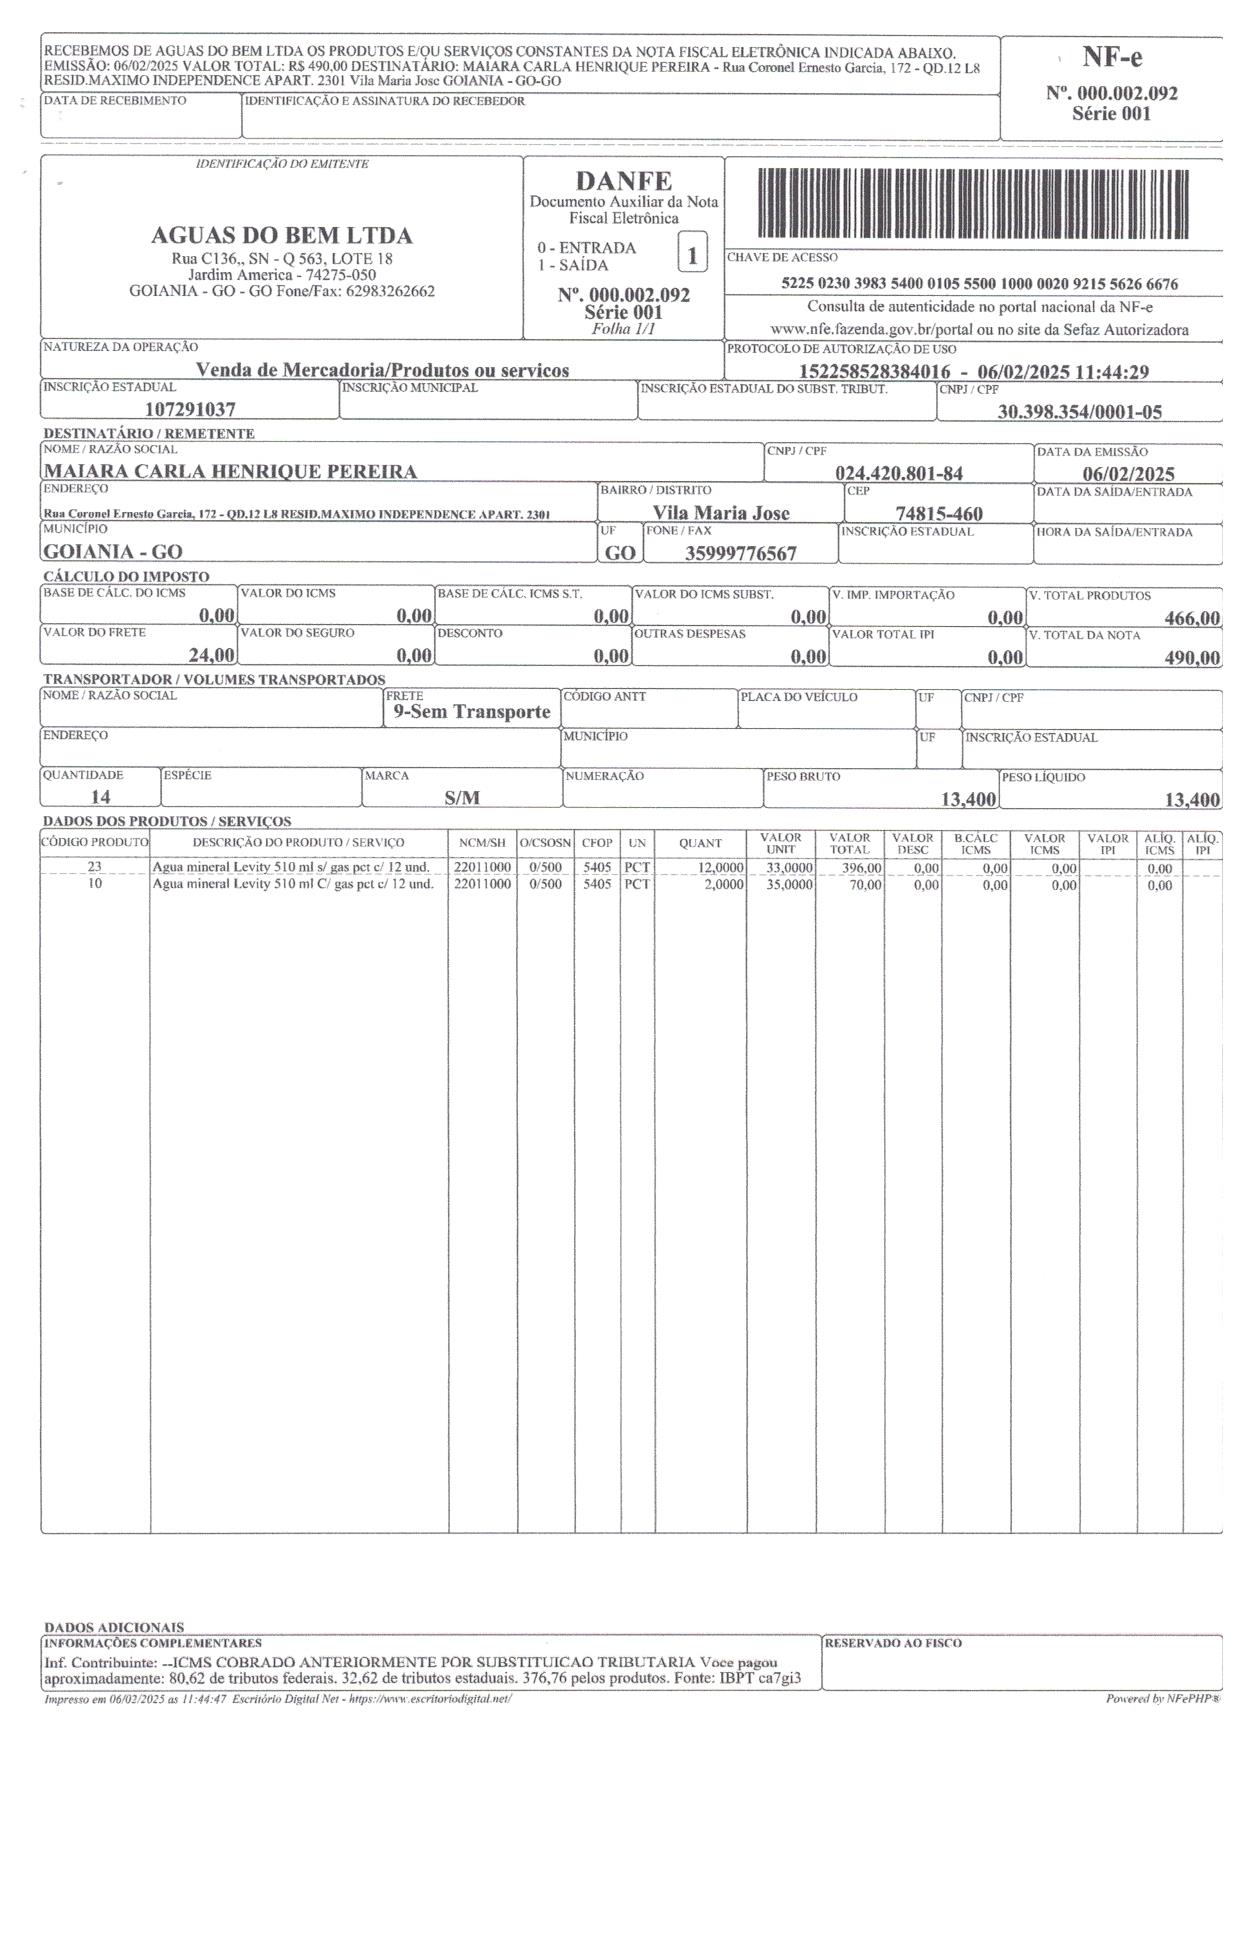 RECEBEMOS DE AGUAS DO BEM LTDA OS PRODUTOS E/OU SERVIÇOS CONSTANTES DA NOTA FISCAL ELETRÔNICA INDICADA ABAIXO.
EMISSÃO: 06/02/2025 VALOR TOTAL: R$ 490,00 DESTINATÁRIO: MAIARA CARLA HENRIQUE PEREIRA - Rua Coronel Ernesto Garcia, 172 - QD.12 L8
RESID.MAXIMO INDEPENDENCE APART. 2301 Vila Maria Jose GOIANIA - GO-GO
DATA DE RECEBIMENTO IDENTIFICAÇÃO E ASSINATURA DO RECEBEDOR
NF-e
Nº. 000.002.092
Série 001
IDENTIFICAÇÃO DO EMITENTE
AGUAS DO BEM LTDA
Rua C136,, SN - Q 563, LOTE 18
Jardim America - 74275-050
GOIANIA - GO - GO Fone/Fax: 62983262662
DANFE
Documento Auxiliar da Nota
Fiscal Eletrônica
0 - ENTRADA
1 - SAÍDA
1
Nº. 000.002.092
Série 001
Folha 1/1
CHAVE DE ACESSO
5225 0230 3983 5400 0105 5500 1000 0020 9215 5626 6676
Consulta de autenticidade no portal nacional da NF-e
www.nfe.fazenda.gov.br/portal ou no site da Sefaz Autorizadora
NATUREZA DA OPERAÇÃO PROTOCOLO DE AUTORIZAÇÃO DE USO
Venda de Mercadoria/Produtos ou servicos 152258528384016 - 06/02/2025 11:44:29
INSCRIÇÃO ESTADUAL INSCRIÇÃO MUNICIPAL INSCRIÇÃO ESTADUAL DO SUBST. TRIBUT. CNPJ / CPF
107291037 30.398.354/0001-05
DESTINATÁRIO / REMETENTE
NOME / RAZÃO SOCIAL CNPJ / CPF DATA DA EMISSÃO
MAIARA CARLA HENRIQUE PEREIRA 024.420.801-84 06/02/2025
ENDEREÇO BAIRRO / DISTRITO CEP DATA DA SAÍDA/ENTRADA
Rua Coronel Ernesto Garcia, 172 - QD.12 L8 RESID.MAXIMO INDEPENDENCE APART. 2301 Vila Maria Jose 74815-460
MUNICÍPIO UF FONE / FAX INSCRIÇÃO ESTADUAL HORA DA SAÍDA/ENTRADA
GOIANIA - GO GO 35999776567
CÁLCULO DO IMPOSTO
BASE DE CÁLC. DO ICMS VALOR DO ICMS BASE DE CÁLC. ICMS S.T. VALOR DO ICMS SUBST. V. IMP. IMPORTAÇÃO V. TOTAL PRODUTOS
0,00 0,00 0,00 0,00 0,00 466,00
VALOR DO FRETE VALOR DO SEGURO DESCONTO OUTRAS DESPESAS VALOR TOTAL IPI V. TOTAL DA NOTA
24,00 0,00 0,00 0,00 0,00 490,00
TRANSPORTADOR / VOLUMES TRANSPORTADOS
NOME / RAZÃO SOCIAL FRETE CÓDIGO ANTT PLACA DO VEÍCULO UF CNPJ / CPF
9-Sem Transporte
ENDEREÇO MUNICÍPIO UF INSCRIÇÃO ESTADUAL
QUANTIDADE ESPÉCIE MARCA NUMERAÇÃO PESO BRUTO PESO LÍQUIDO
14 S/M 13,400 13,400
DADOS DOS PRODUTOS / SERVIÇOS
CÓDIGO PRODUTO DESCRIÇÃO DO PRODUTO / SERVIÇO NCM/SH O/CSOSN CFOP UN QUANT VALOR UNIT VALOR TOTAL VALOR DESC B.CÁLC ICMS VALOR ICMS VALOR IPI ALÍQ. ICMS ALÍQ. IPI
23 Agua mineral Levity 510 ml s/ gas pct c/ 12 und. 22011000 0/500 5405 PCT 12,0000 33,0000 396,00 0,00 0,00 0,00 0,00
10 Agua mineral Levity 510 ml C/ gas pct c/ 12 und. 22011000 0/500 5405 PCT 2,0000 35,0000 70,00 0,00 0,00 0,00 0,00
DADOS ADICIONAIS
INFORMAÇÕES COMPLEMENTARES RESERVADO AO FISCO
Inf. Contribuinte: --ICMS COBRADO ANTERIORMENTE POR SUBSTITUICAO TRIBUTARIA Voce pagou
aproximadamente: 80,62 de tributos federais. 32,62 de tributos estaduais. 376,76 pelos produtos. Fonte: IBPT ca7gi3
Impresso em 06/02/2025 as 11:44:47 Escritório Digital Net - https://www.escritoriodigital.net/ Powered by NFePHP®